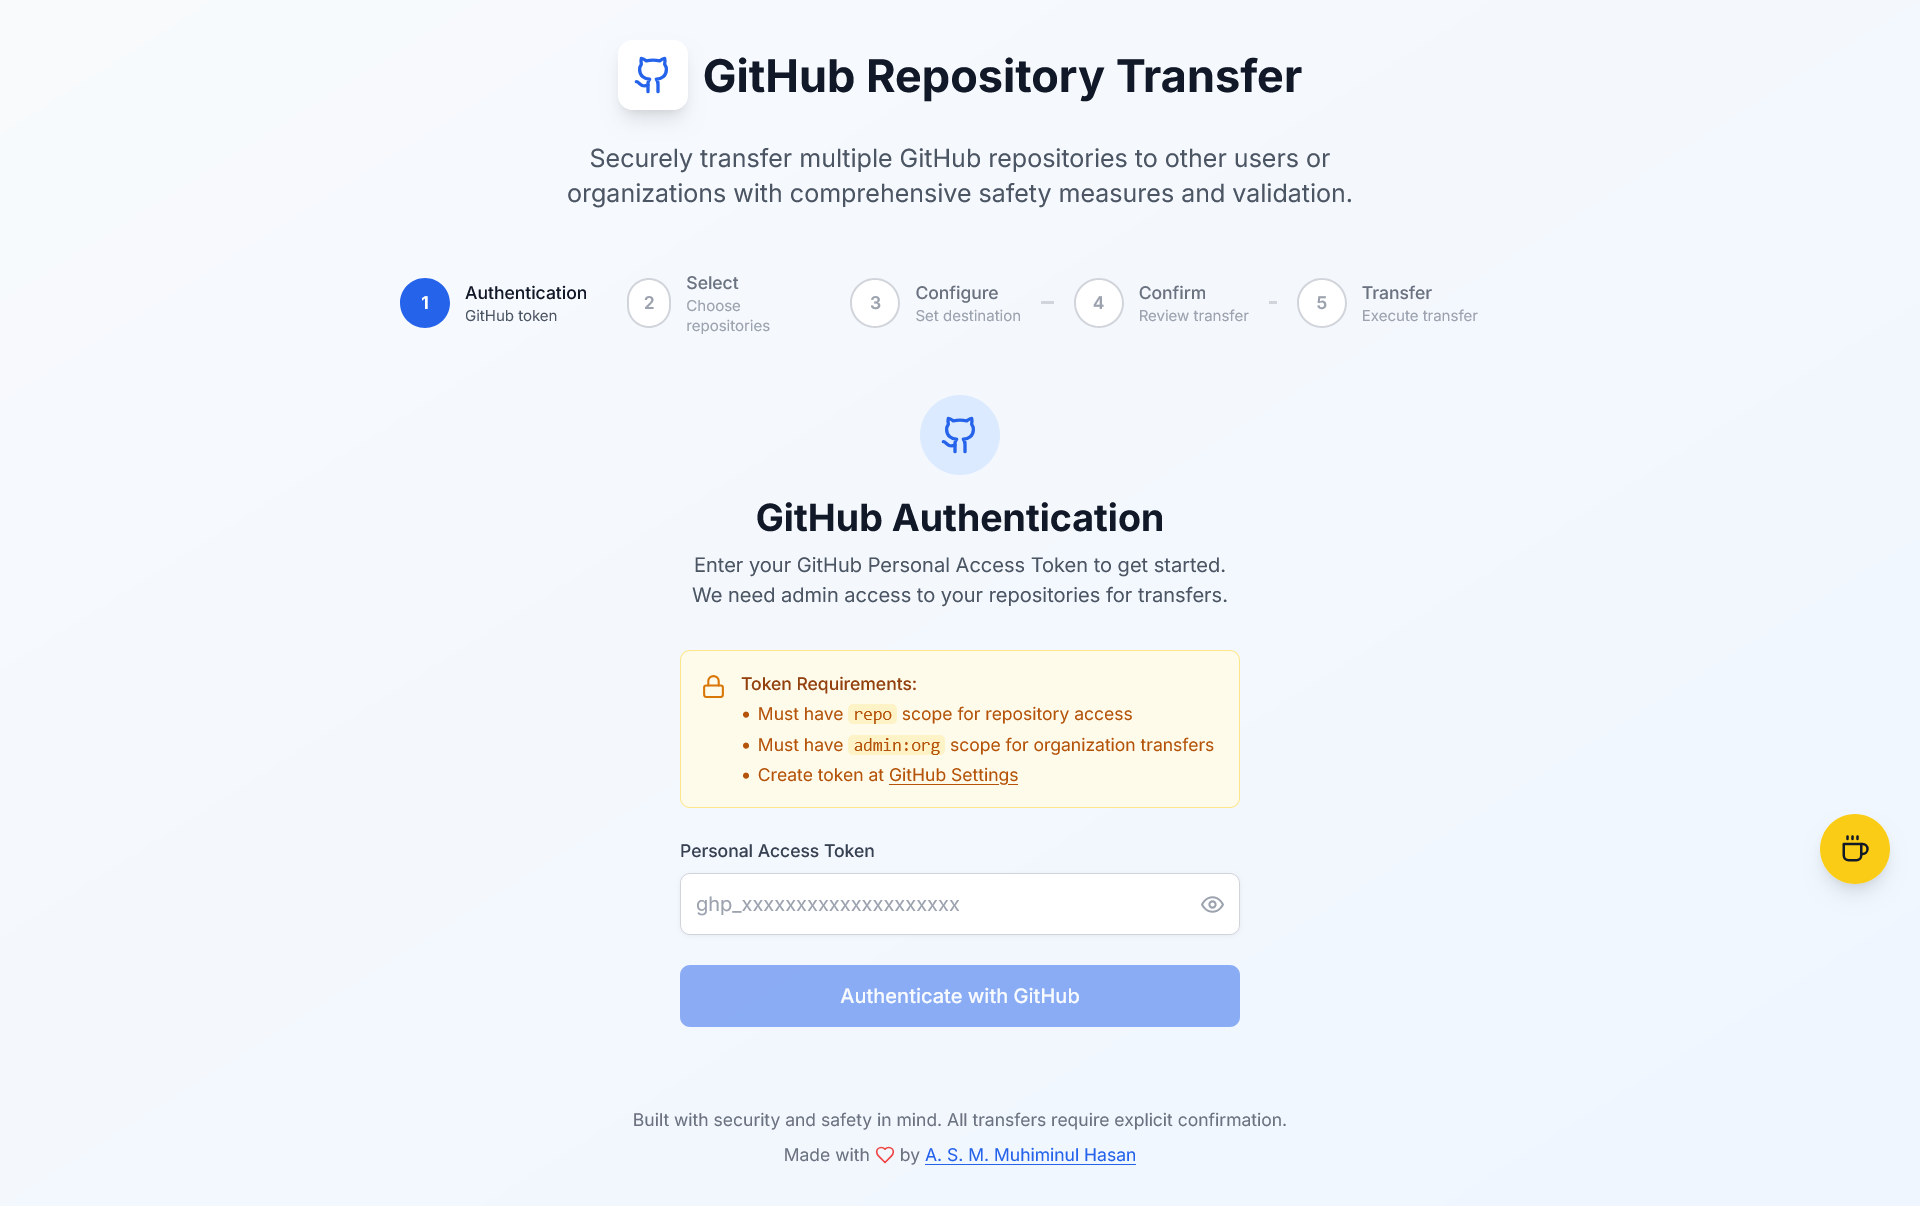 GitHub Repository Transfer
Securely transfer multiple GitHub repositories to other users or
organizations with comprehensive safety measures and validation.
1
Authentication
GitHub token
2
Select
Choose
repositories
3
Configure
Set destination
4
Confirm
Review transfer
5
Transfer
Execute transfer
GitHub Authentication
Enter your GitHub Personal Access Token to get started.
We need admin access to your repositories for transfers.
Token Requirements:
• Must have repo scope for repository access
• Must have admin:org scope for organization transfers
• Create token at GitHub Settings
Personal Access Token
ghp_xxxxxxxxxxxxxxxxxxxx
Authenticate with GitHub
Built with security and safety in mind. All transfers require explicit confirmation.
Made with by A. S. M. Muhiminul Hasan